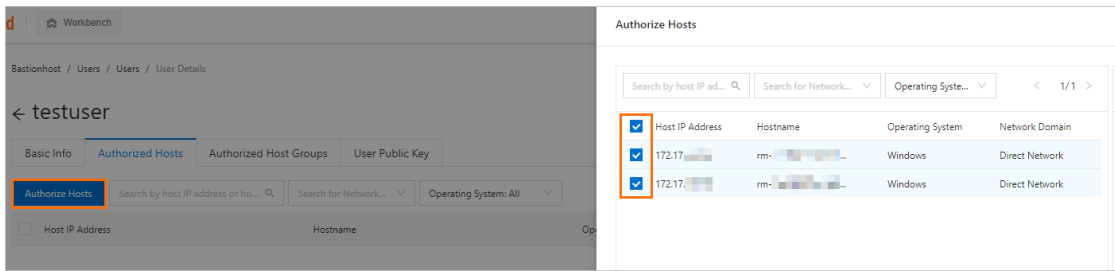 d
Workbench
Bastionhost / Users / Users / User Details
← testuser
Basic Info Authorized Hosts Authorized Host Groups User Public Key
Authorize Hosts Search by host IP address or ho... Search for Network... Operating System: All
Host IP Address Hostname Op
Authorize Hosts
Search by host IP ad... Search for Network... Operating Syste... < 1/1 >
Host IP Address Hostname Operating System Network Domain
172.17. rm- ... Windows Direct Network
172.17. rm- ... Windows Direct Network